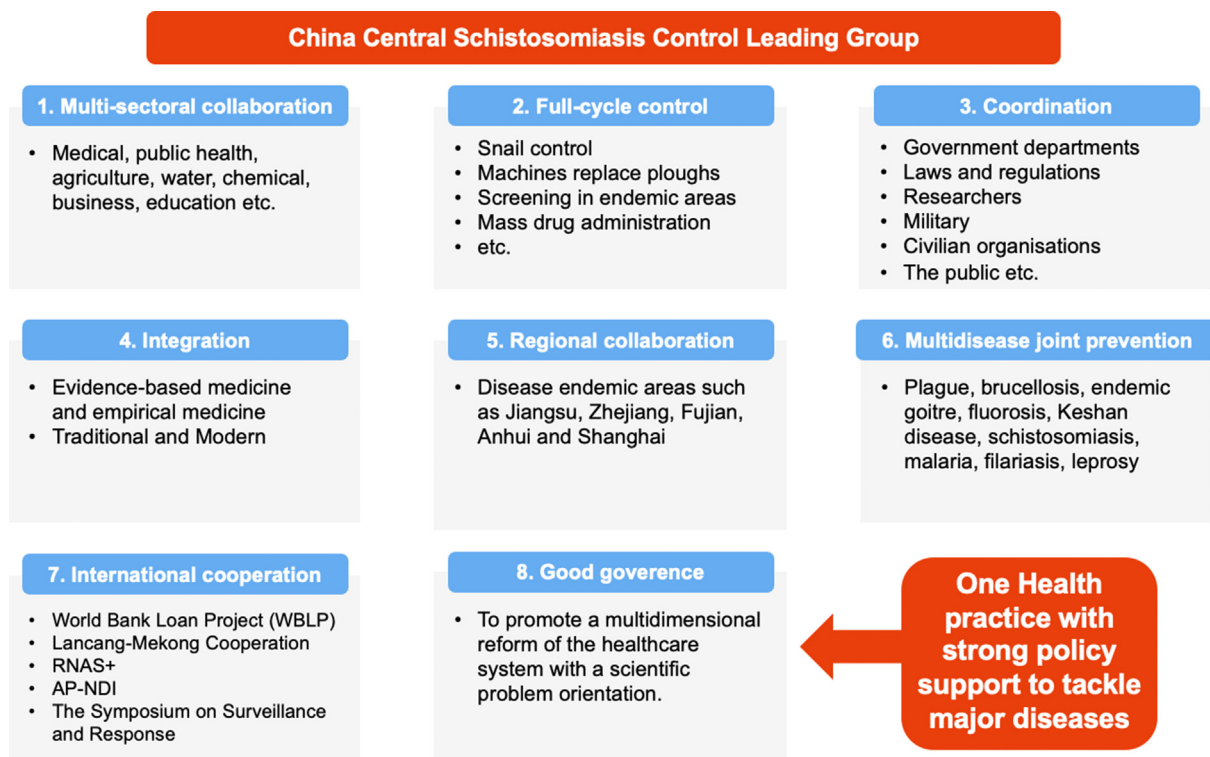 China Central Schistosomiasis Control Leading Group
1. Multi-sectoral collaboration
• Medical, public health,
agriculture, water, chemical,
business, education etc.
2. Full-cycle control
• Snail control
• Machines replace ploughs
• Screening in endemic areas
• Mass drug administration
• etc.
3. Coordination
• Government departments
• Laws and regulations
• Researchers
• Military
• Civilian organisations
• The public etc.
4. Integration
• Evidence-based medicine
and empirical medicine
• Traditional and Modern
5. Regional collaboration
• Disease endemic areas such
as Jiangsu, Zhejiang, Fujian,
Anhui and Shanghai
6. Multidisease joint prevention
• Plague, brucellosis, endemic
goitre, fluorosis, Keshan
disease, schistosomiasis,
malaria, filariasis, leprosy
7. International cooperation
• World Bank Loan Project (WBLP)
• Lancang-Mekong Cooperation
• RNAS+
• AP-NDI
• The Symposium on Surveillance
and Response
8. Good goverence
• To promote a multidimensional
reform of the healthcare
system with a scientific
problem orientation.
One Health
practice with
strong policy
support to tackle
major diseases